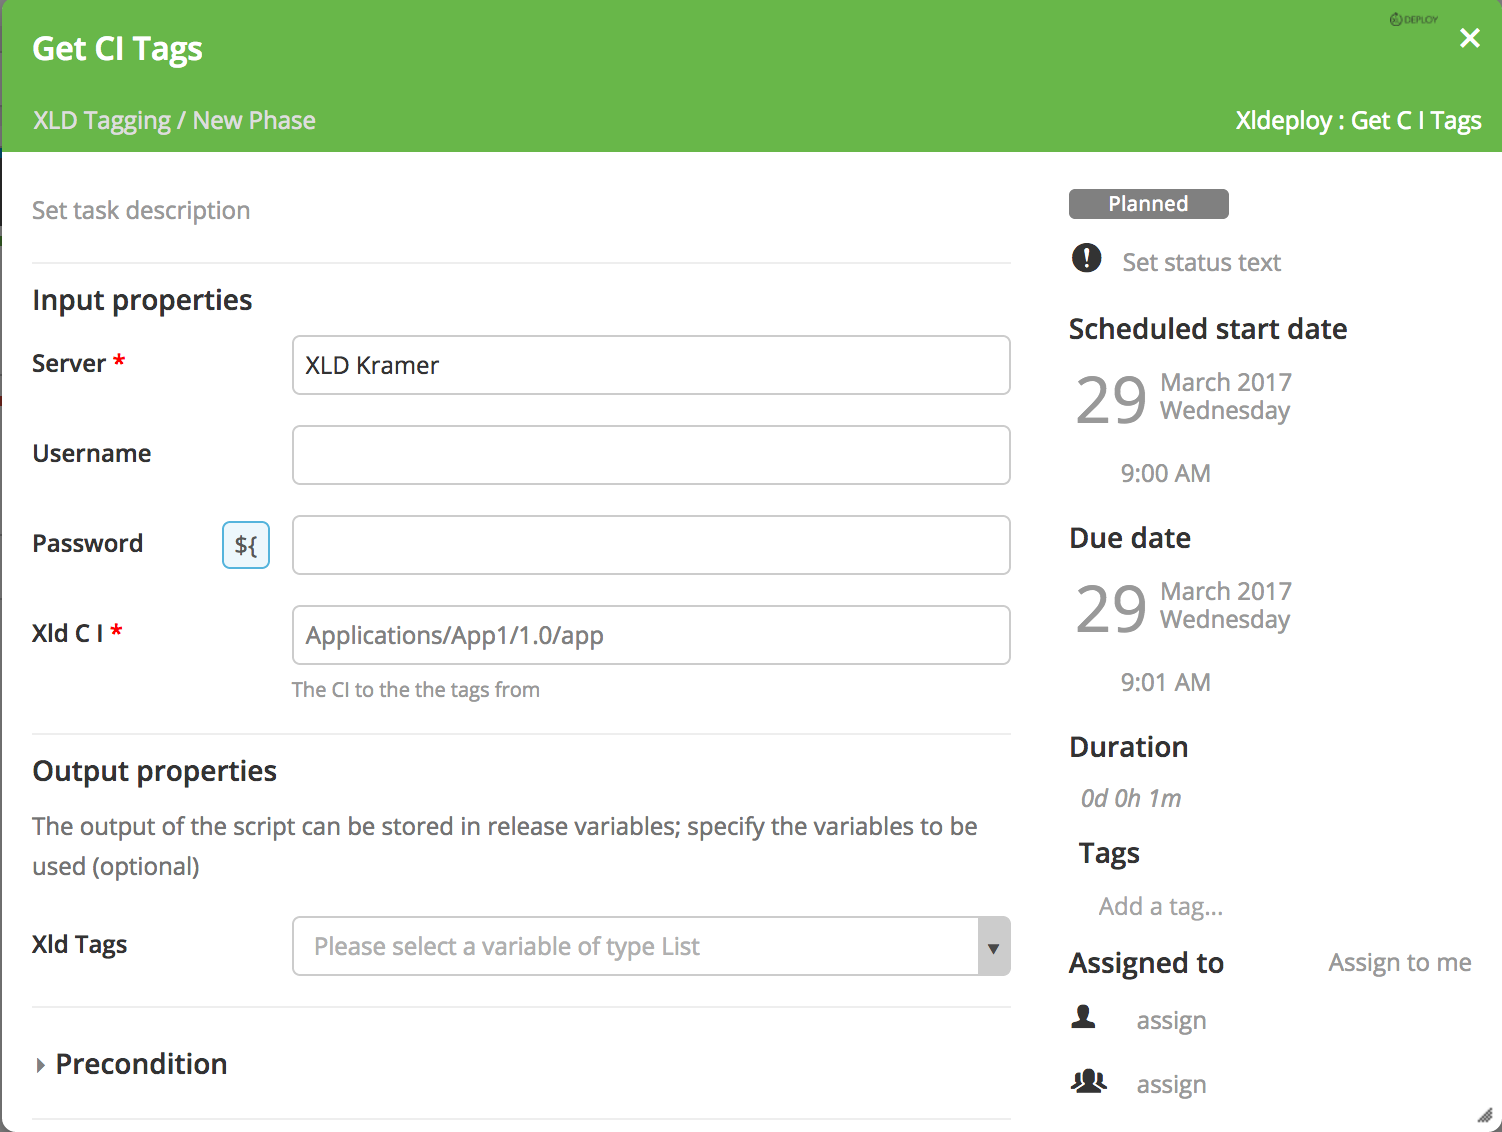 DEPLOY
Get CI Tags
XLD Tagging / New Phase
Xldeploy : Get C I Tags
Set task description
Input properties
Server *
XLD Kramer
Username
Password
${
Xld C I *
Applications/App1/1.0/app
The CI to the the tags from
Output properties
The output of the script can be stored in release variables; specify the variables to be
used (optional)
Xld Tags
Please select a variable of type List
Precondition
Planned
Set status text
Scheduled start date
29
March 2017
Wednesday
9:00 AM
Due date
29
March 2017
Wednesday
9:01 AM
Duration
0d 0h 1m
Tags
Add a tag...
Assigned to
Assign to me
assign
assign